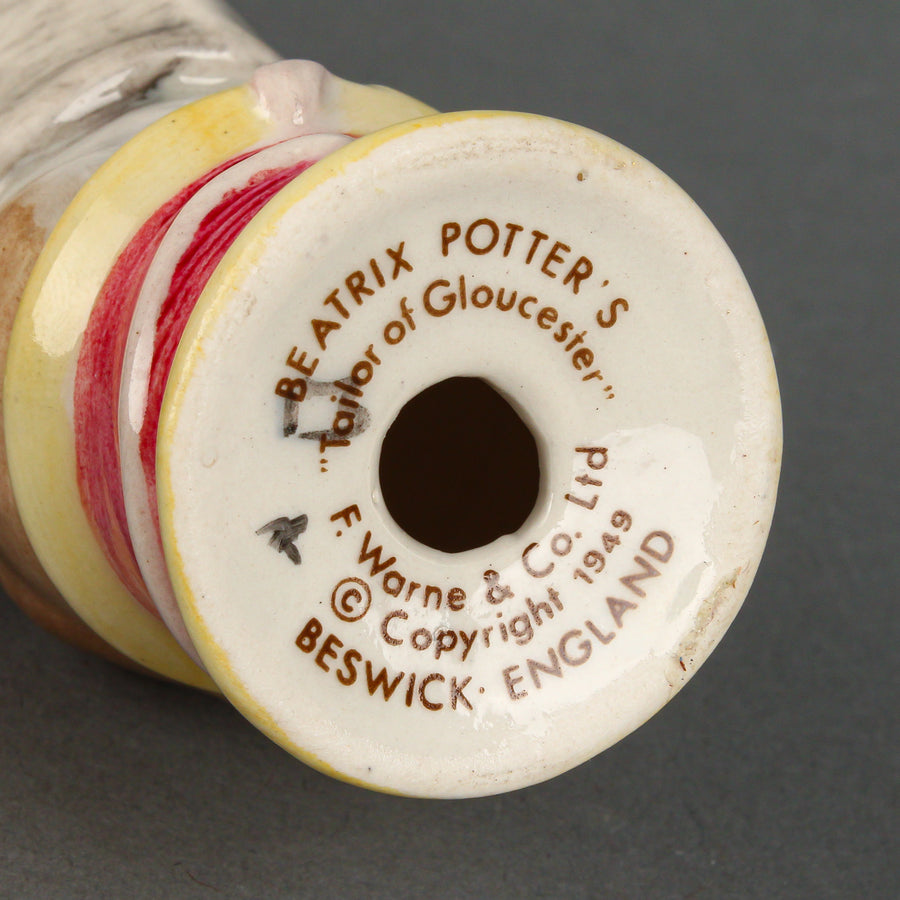 BEATRIX POTTER'S
"Tailor of Gloucester"
F. Warne & Co. Ltd
© Copyright 1949
BESWICK · ENGLAND